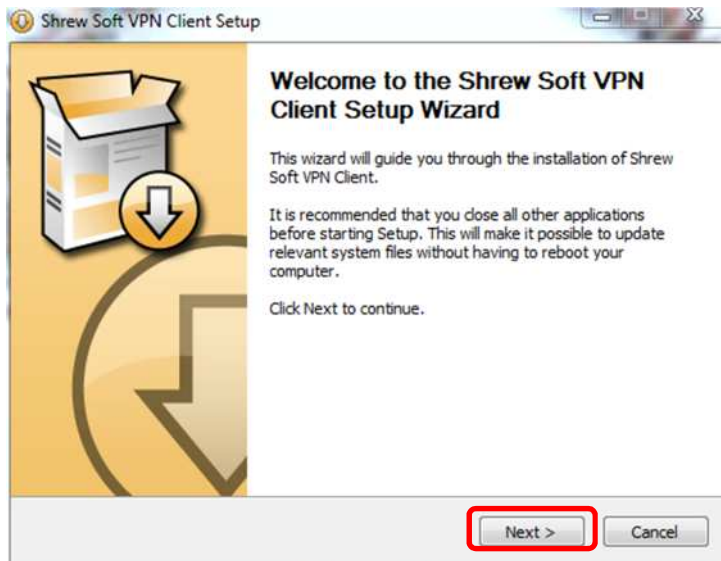 Shrew Soft VPN Client Setup
Welcome to the Shrew Soft VPN
Client Setup Wizard
This wizard will guide you through the installation of Shrew
Soft VPN Client.
It is recommended that you close all other applications
before starting Setup. This will make it possible to update
relevant system files without having to reboot your
computer.
Click Next to continue.
Next >
Cancel